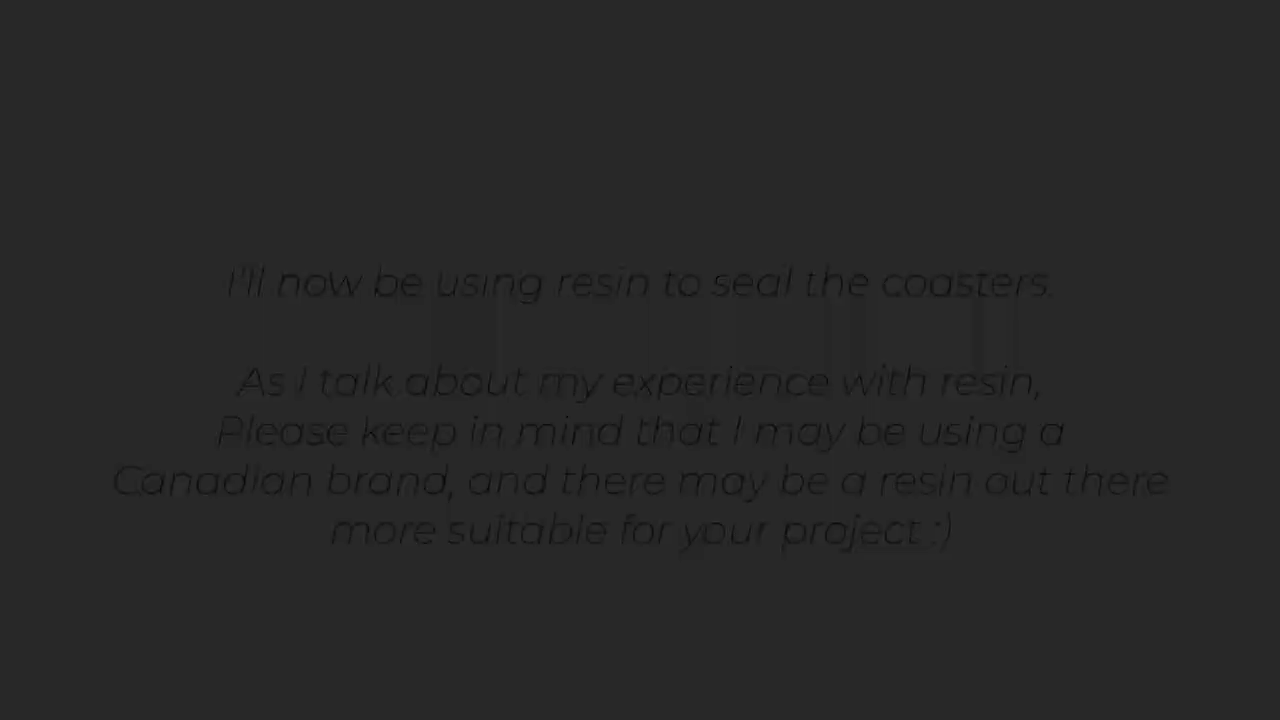 I'll now be using resin to seal the coasters.
As I talk about my experience with resin,
Please keep in mind that I may be using a
Canadian brand, and there may be a resin out there
more suitable for your project :)